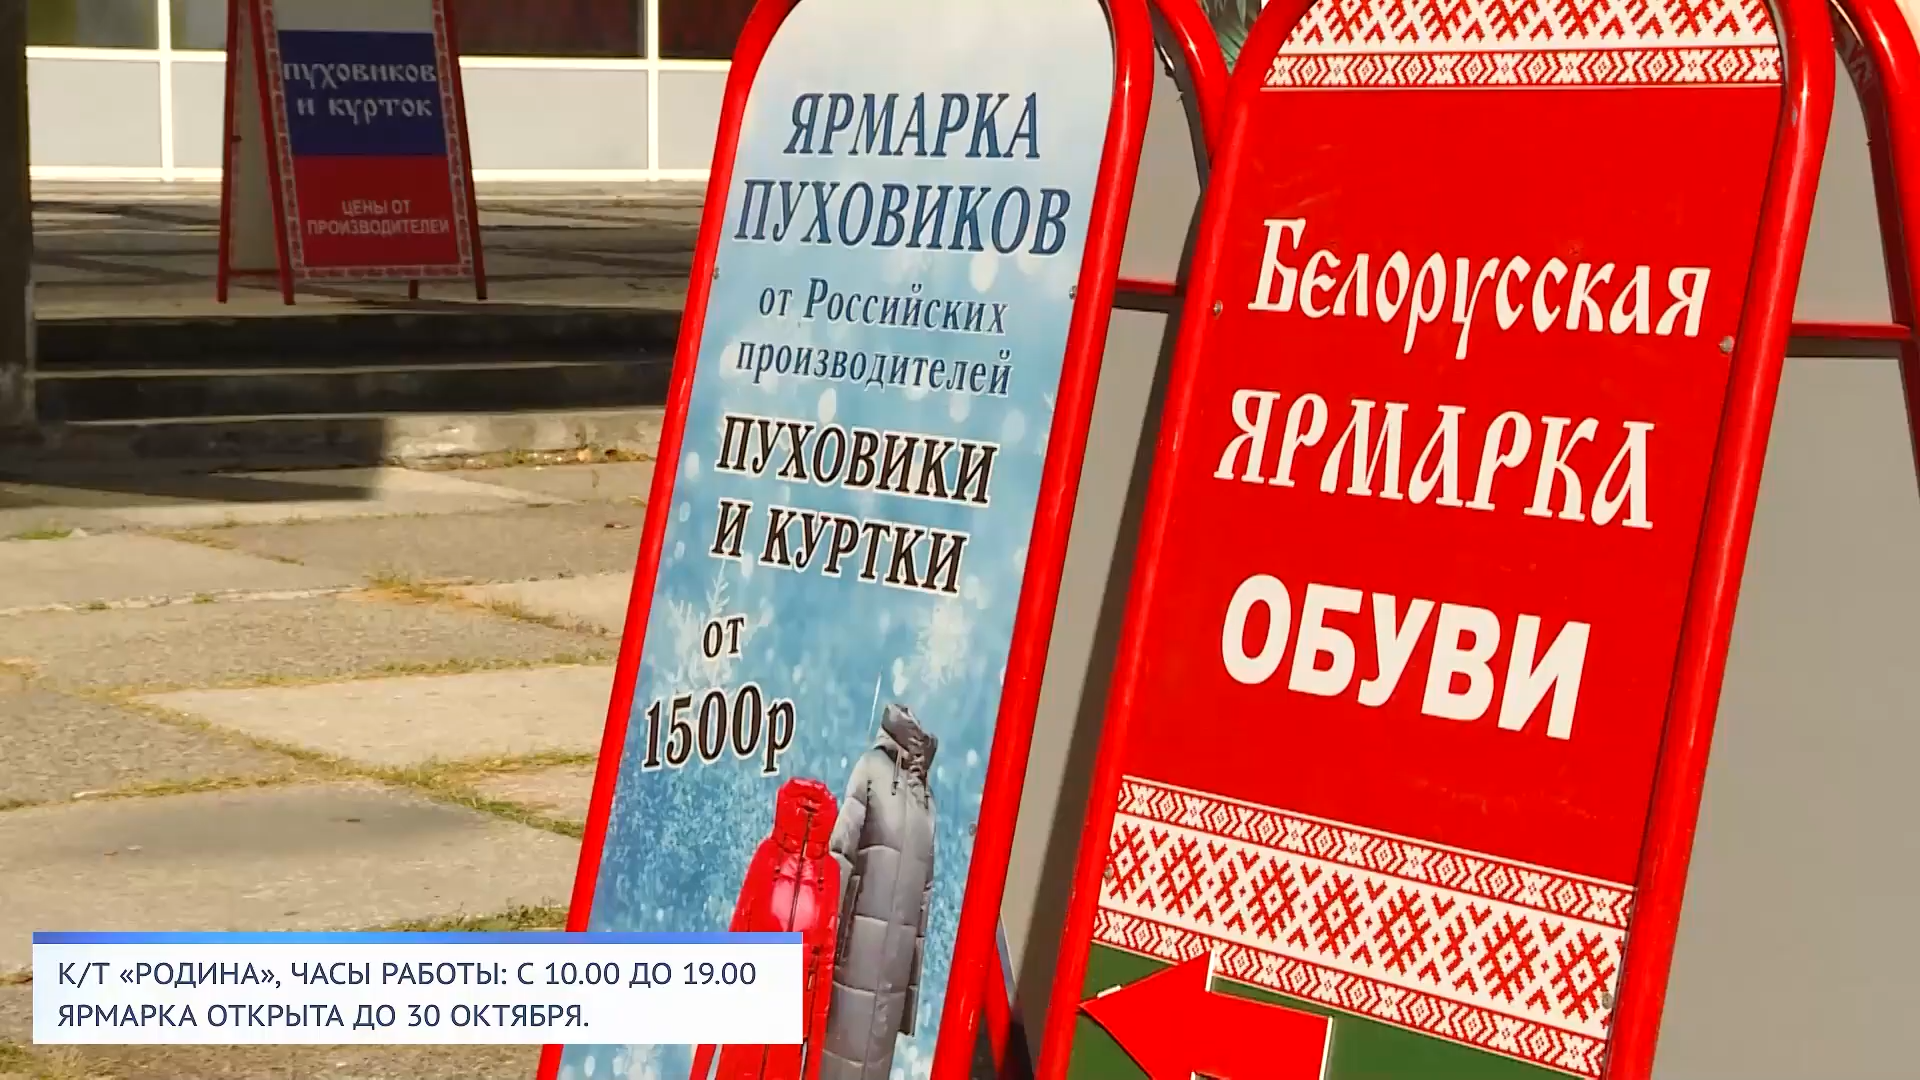 пуховиков
и курток
ЦЕНЫ ОТ
ПРОИЗВОДИТЕЛЕЙ
ЯРМАРКА
ПУХОВИКОВ
от Российских
производителей
ПУХОВИКИ
И КУРТКИ
от
1500р
Белорусская
ЯРМАРКА
ОБУВИ
К/Т «РОДИНА», ЧАСЫ РАБОТЫ: С 10.00 ДО 19.00
ЯРМАРКА ОТКРЫТА ДО 30 ОКТЯБРЯ.